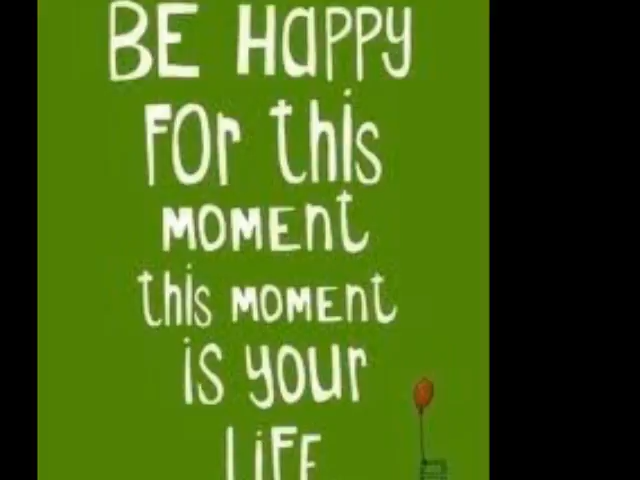 BE HaPPy
FOr this
MOMEnt
this MOMEnt
is your
LiFE